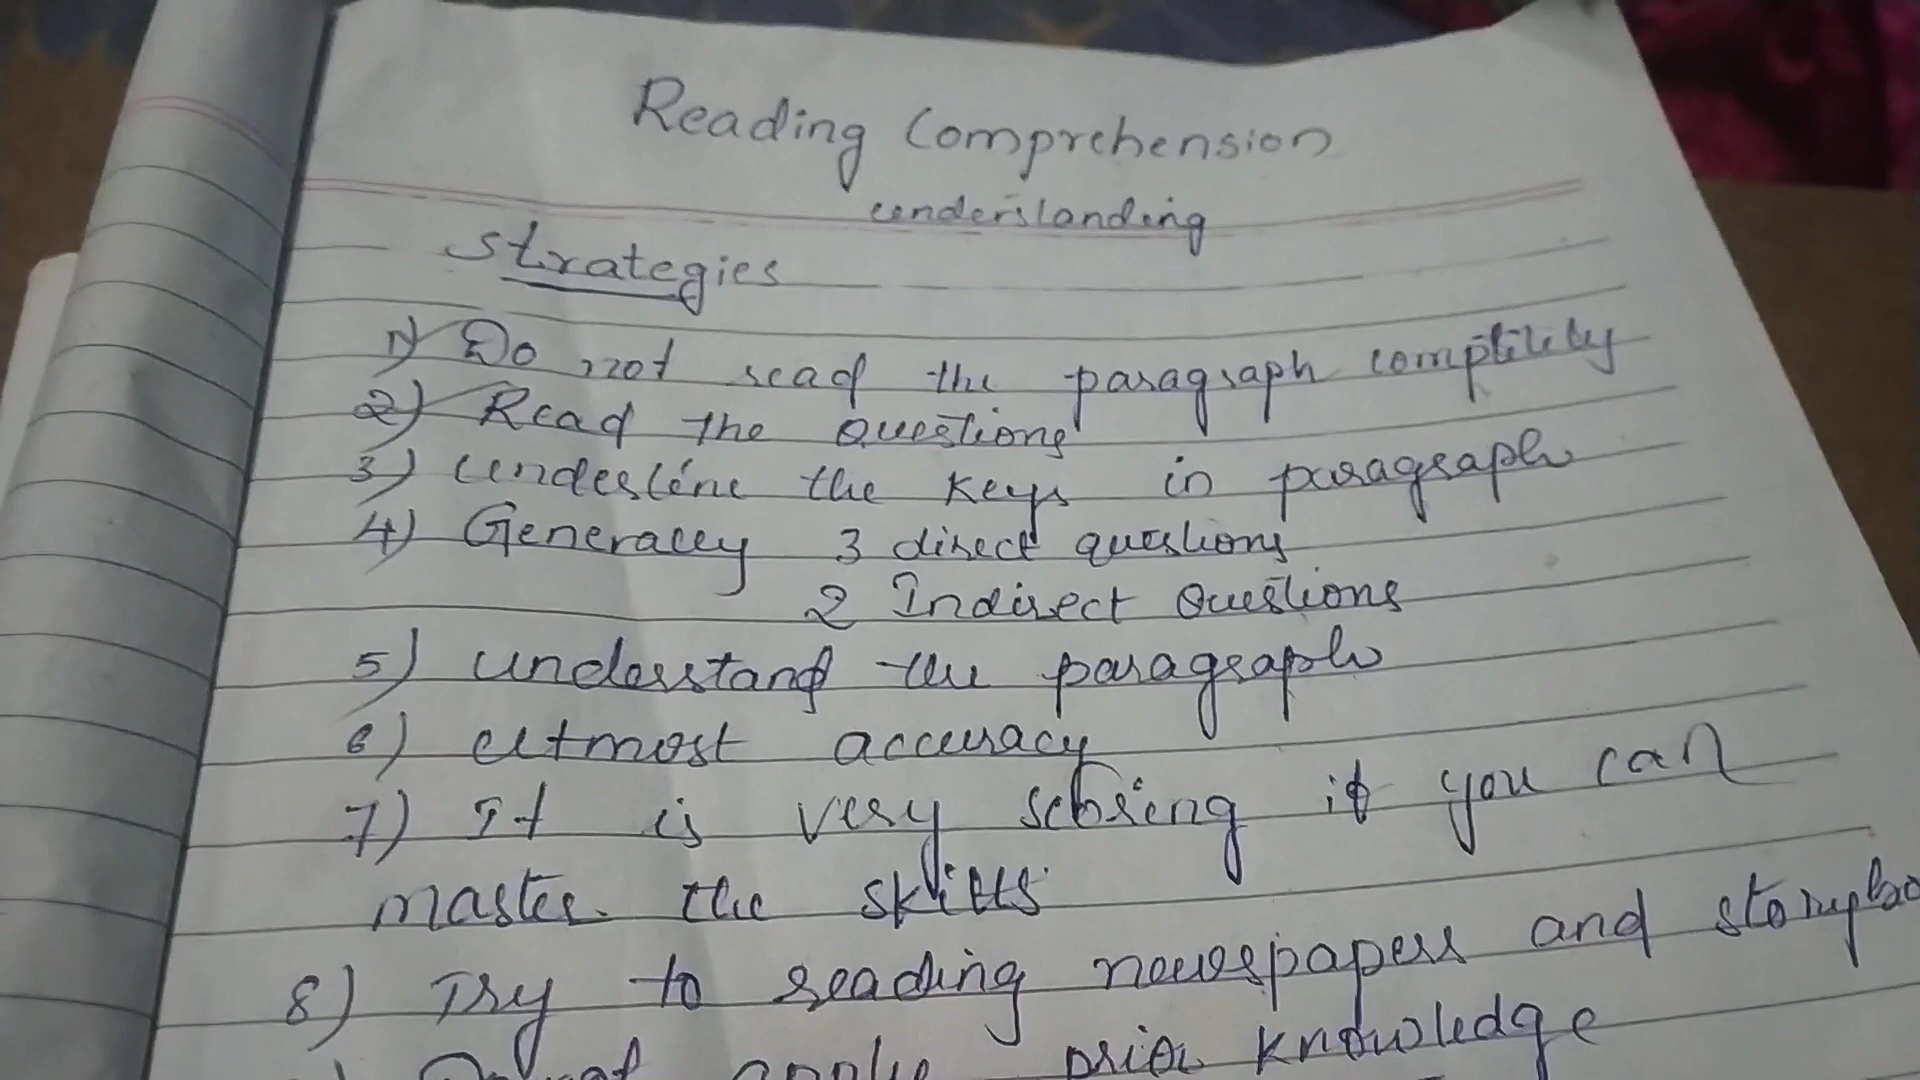 Reading Comprehension
understanding
Strategies
1) Do not read the paragraph complitily
2) Read the Questions
3) underline the keys in paragraph
4) Generally 3 direct questions
2 Indirect Questions
5) understand the paragraph
6) utmost accuracy
7) It is very scoring if you can
master the skills
8) Try to reading newspapers and
prior knowledge